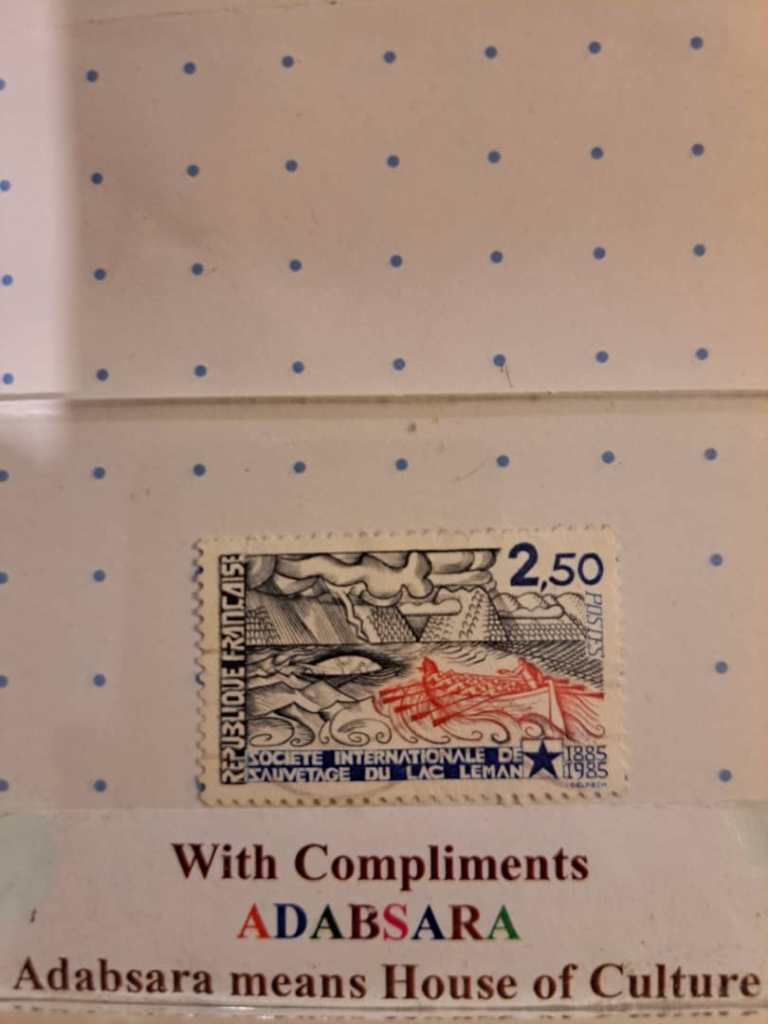 REPUBLIQUE FRANCAISE
2,50
POSTES
SOCIETE INTERNATIONALE DE
SAUVETAGE DU LAC LEMAN
1885
1985
DELPECH
With Compliments
ADABSARA
Adabsara means House of Culture